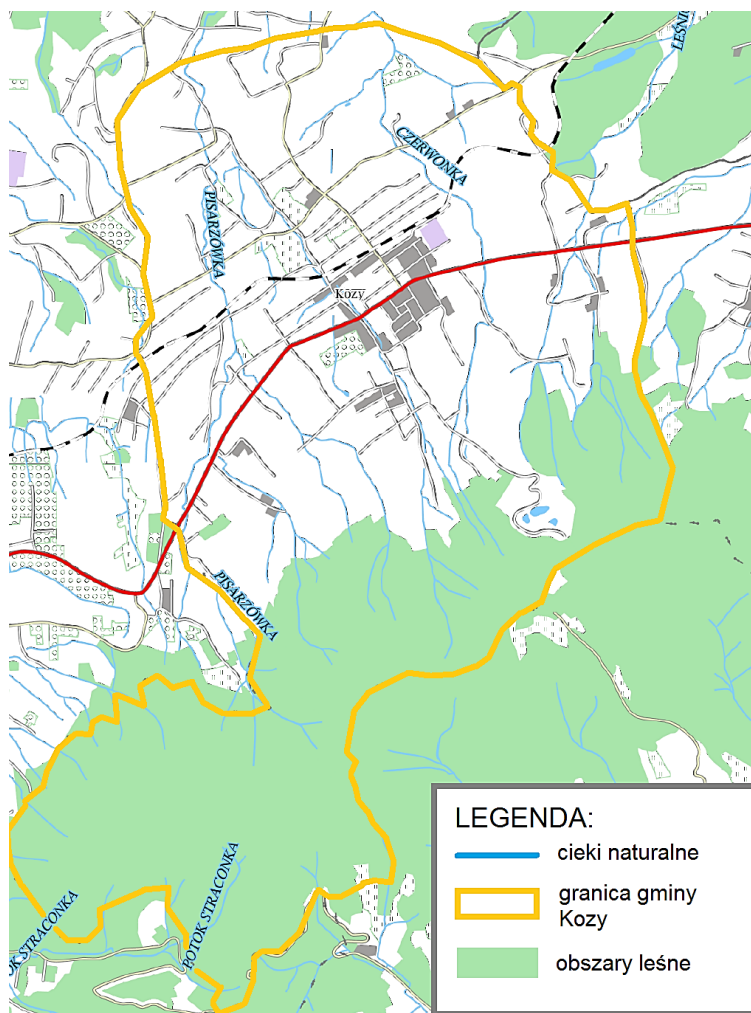 LEŚNI
CZERWONKA
PISARZÓWKA
Kozy
PISARZÓWKA
POTOK STRACONKA
OK STRACONKA
LEGENDA:
cieki naturalne
granica gminy
Kozy
obszary leśne